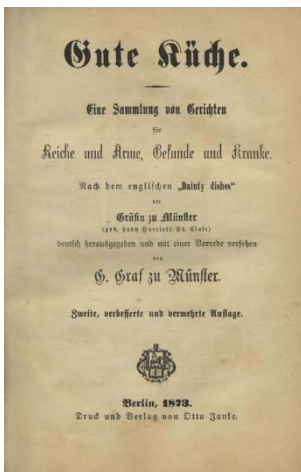 Gute Küche.
Eine Sammlung von Gerichten
für
Reiche und Arme, Gesunde und Kranke.
Nach dem englischen „Dainty dishes“
der
Gräfin zu Münster
(geb. Lady Harriett St. Clair)
deutsch herausgegeben und mit einer Vorrede versehen
von
G. Graf zu Münster.
Zweite, verbesserte und vermehrte Auflage.
Berlin, 1873.
Druck und Verlag von Otto Janke.